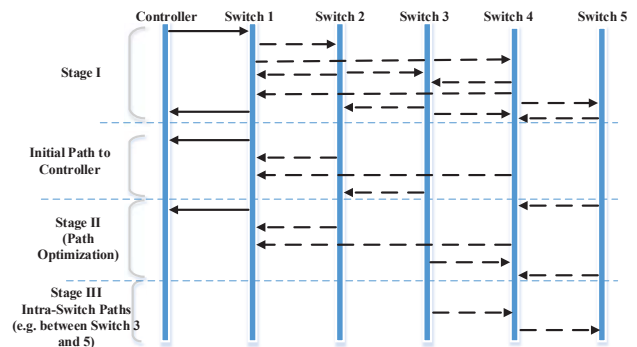 Controller Switch 1 Switch 2 Switch 3 Switch 4 Switch 5
Stage I
Initial Path to
Controller
Stage II
(Path
Optimization)
Stage III
Intra-Switch Paths
(e.g. between Switch 3
and 5)